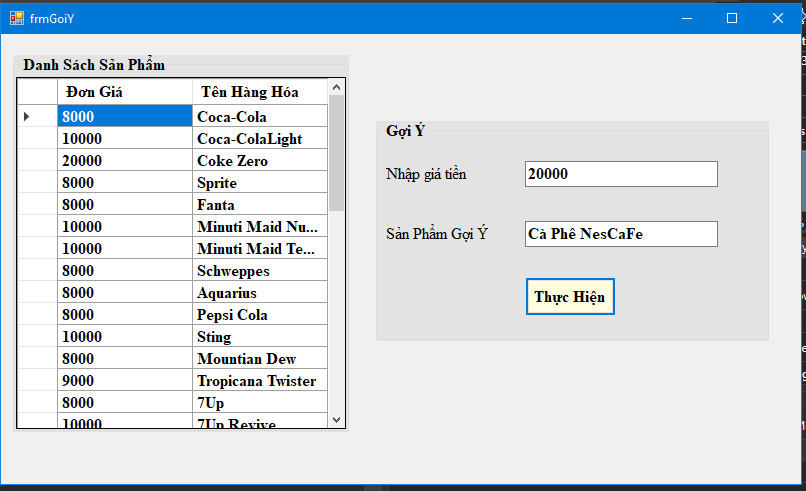 frmGoiY
Danh Sách Sản Phẩm
Đơn Giá Tên Hàng Hóa
8000 Coca-Cola
10000 Coca-ColaLight
20000 Coke Zero
8000 Sprite
8000 Fanta
10000 Minuti Maid Nu...
10000 Minuti Maid Te...
8000 Schweppes
8000 Aquarius
8000 Pepsi Cola
10000 Sting
8000 Mountian Dew
9000 Tropicana Twister
8000 7Up
10000 7Up Revive
Gợi Ý
Nhập giá tiền 20000
Sản Phẩm Gợi Ý Cà Phê NesCaFe
Thực Hiện